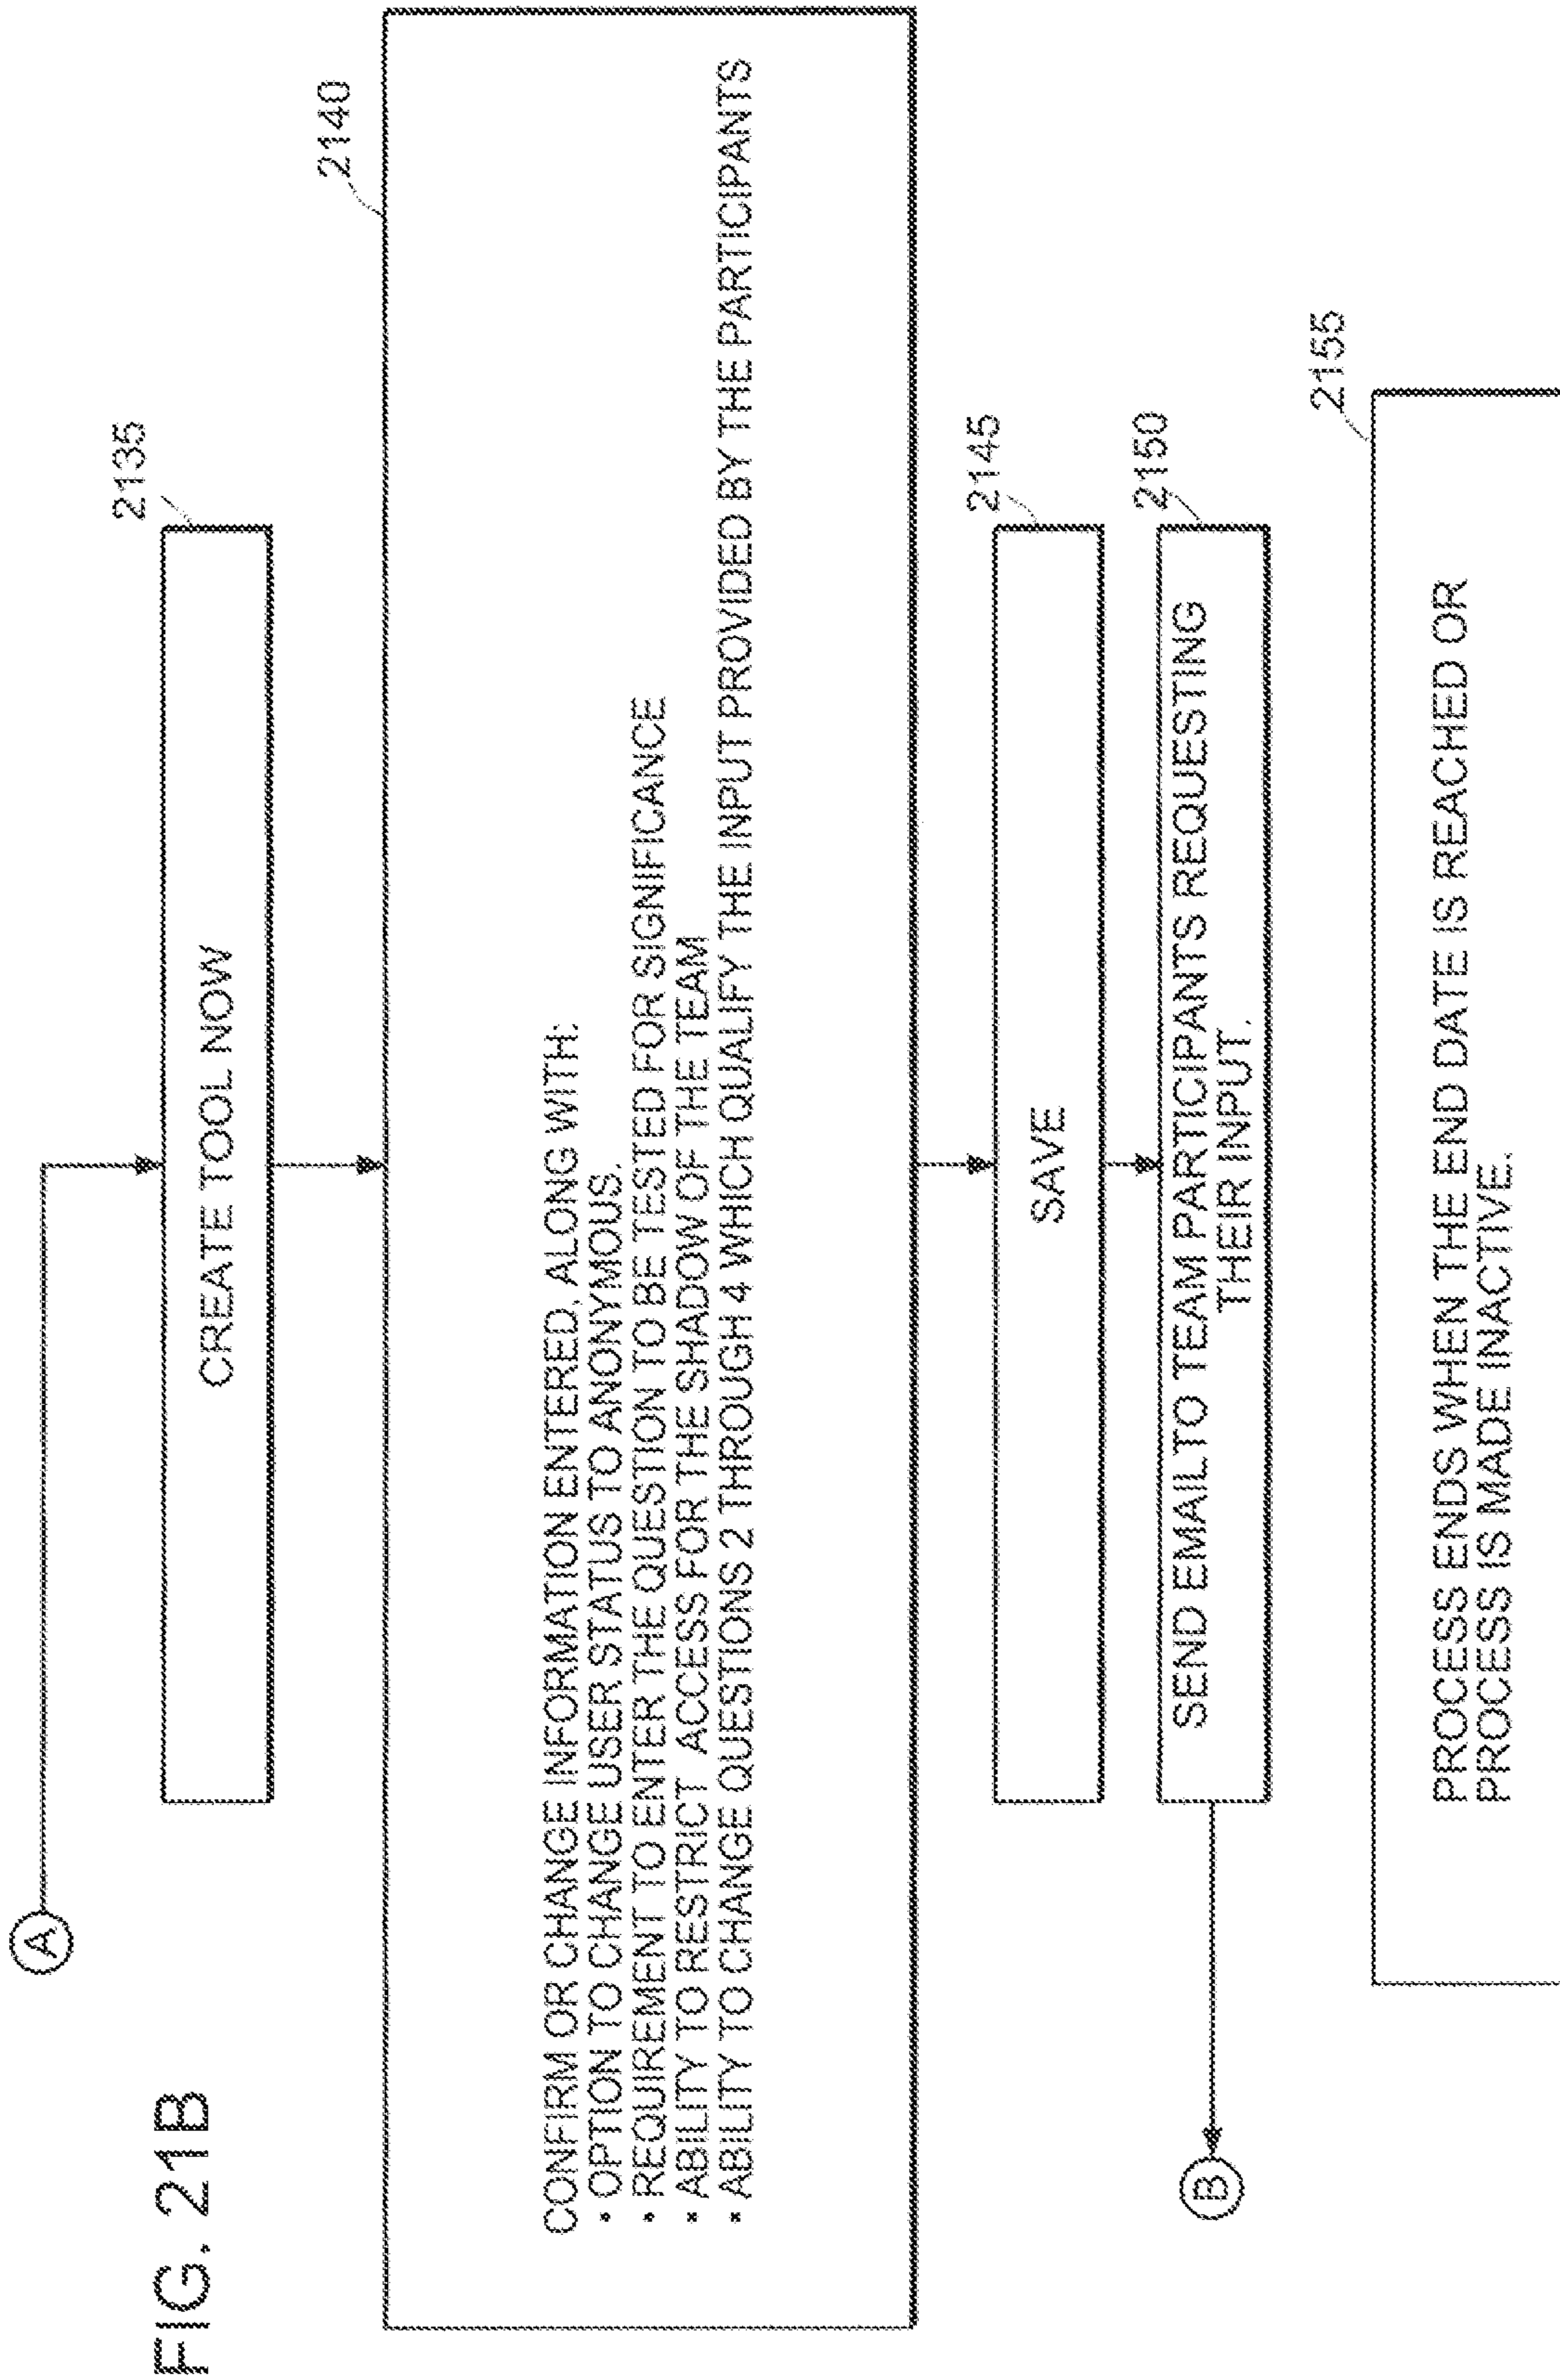 FIG. 21B
A
2135
CREATE TOOL NOW
2140
CONFIRM OR CHANGE INFORMATION ENTERED, ALONG WITH:
• OPTION TO CHANGE USER STATUS TO ANONYMOUS.
• REQUIREMENT TO ENTER THE QUESTION TO BE TESTED FOR SIGNIFICANCE
• ABILITY TO RESTRICT ACCESS FOR THE SHADOW OF THE TEAM
• ABILITY TO CHANGE QUESTIONS 2 THROUGH 4 WHICH QUALIFY THE INPUT PROVIDED BY THE PARTICIPANTS
2145
SAVE
2150
SEND EMAIL TO TEAM PARTICIPANTS REQUESTING
THEIR INPUT.
B
2155
PROCESS ENDS WHEN THE END DATE IS REACHED OR
PROCESS IS MADE INACTIVE.